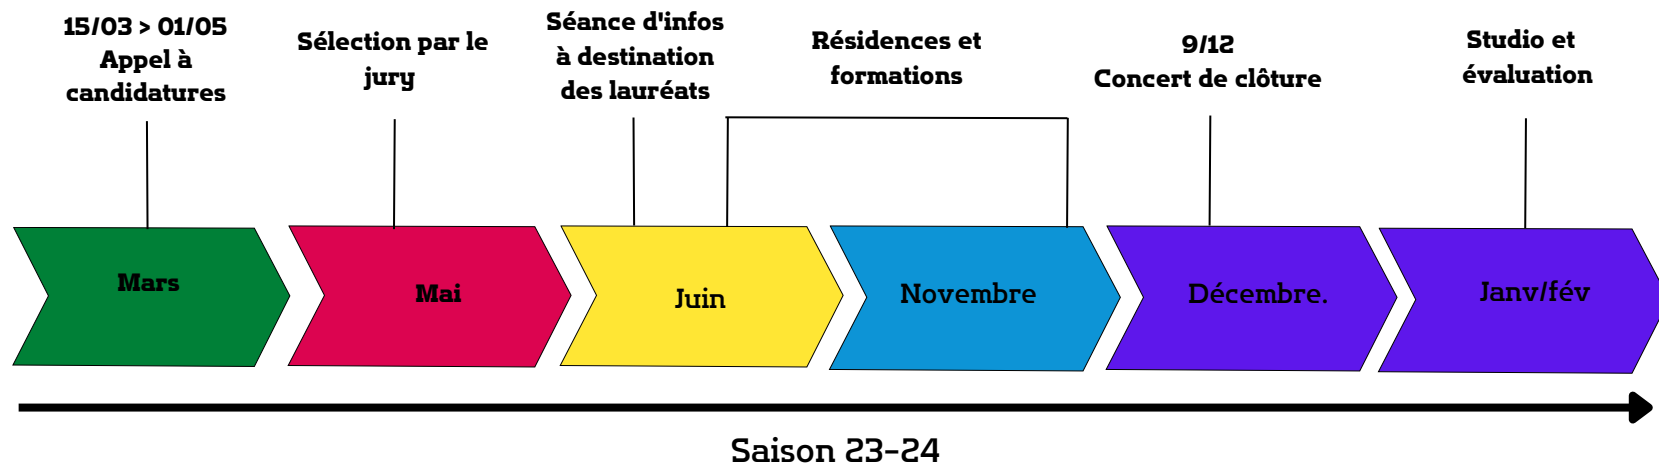 15/03 > 01/05
Appel à
candidatures
Sélection par le
jury
Séance d'infos
à destination
des lauréats
Résidences et
formations
9/12
Concert de clôture
Studio et
évaluation
Mars
Mai
Juin
Novembre
Décembre.
Janv/fév
Saison 23-24